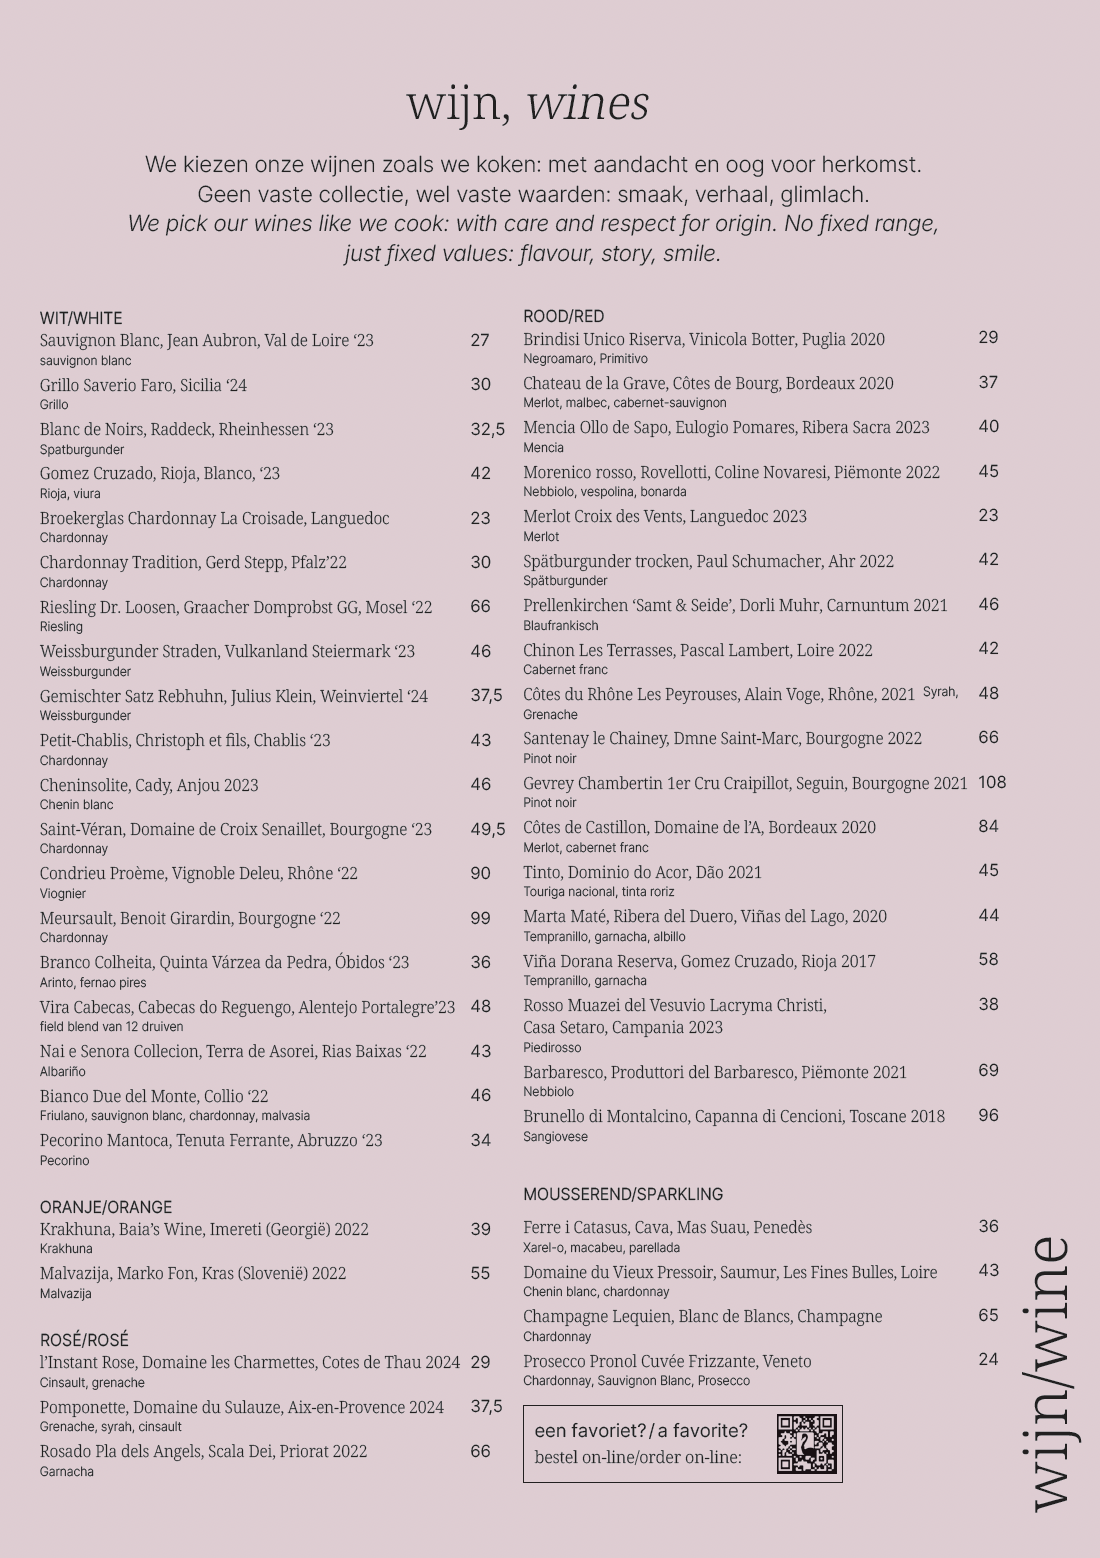 wijn, wines
We kiezen onze wijnen zoals we koken: met aandacht en oog voor herkomst.
Geen vaste collectie, wel vaste waarden: smaak, verhaal, glimlach.
We pick our wines like we cook: with care and respect for origin. No fixed range,
just fixed values: flavour, story, smile.
WIT/WHITE
Sauvignon Blanc, Jean Aubron, Val de Loire ‘23 27
sauvignon blanc
Grillo Saverio Faro, Sicilia ‘24 30
Grillo
Blanc de Noirs, Raddeck, Rheinhessen ‘23 32,5
Spatburgunder
Gomez Cruzado, Rioja, Blanco, ‘23 42
Rioja, viura
Broekerglas Chardonnay La Croisade, Languedoc 23
Chardonnay
Chardonnay Tradition, Gerd Stepp, Pfalz’22 30
Chardonnay
Riesling Dr. Loosen, Graacher Domprobst GG, Mosel ‘22 66
Riesling
Weissburgunder Straden, Vulkanland Steiermark ‘23 46
Weissburgunder
Gemischter Satz Rebhuhn, Julius Klein, Weinviertel ‘24 37,5
Weissburgunder
Petit-Chablis, Christoph et fils, Chablis ‘23 43
Chardonnay
Cheninsolite, Cady, Anjou 2023 46
Chenin blanc
Saint-Véran, Domaine de Croix Senaillet, Bourgogne ‘23 49,5
Chardonnay
Condrieu Proème, Vignoble Deleu, Rhône ‘22 90
Viognier
Meursault, Benoit Girardin, Bourgogne ‘22 99
Chardonnay
Branco Colheita, Quinta Várzea da Pedra, Óbidos ‘23 36
Arinto, fernao pires
Vira Cabecas, Cabecas do Reguengo, Alentejo Portalegre’23 48
field blend van 12 druiven
Nai e Senora Collecion, Terra de Asorei, Rias Baixas ‘22 43
Albariño
Bianco Due del Monte, Collio ‘22 46
Friulano, sauvignon blanc, chardonnay, malvasia
Pecorino Mantoca, Tenuta Ferrante, Abruzzo ‘23 34
Pecorino
ORANJE/ORANGE
Krakhuna, Baia’s Wine, Imereti (Georgië) 2022 39
Krakhuna
Malvazija, Marko Fon, Kras (Slovenië) 2022 55
Malvazija
ROSÉ/ROSÉ
l’Instant Rose, Domaine les Charmettes, Cotes de Thau 2024 29
Cinsault, grenache
Pomponette, Domaine du Sulauze, Aix-en-Provence 2024 37,5
Grenache, syrah, cinsault
Rosado Pla dels Angels, Scala Dei, Priorat 2022 66
Garnacha
ROOD/RED
Brindisi Unico Riserva, Vinicola Botter, Puglia 2020 29
Negroamaro, Primitivo
Chateau de la Grave, Côtes de Bourg, Bordeaux 2020 37
Merlot, malbec, cabernet-sauvignon
Mencia Ollo de Sapo, Eulogio Pomares, Ribera Sacra 2023 40
Mencia
Morenico rosso, Rovellotti, Coline Novaresi, Piëmonte 2022 45
Nebbiolo, vespolina, bonarda
Merlot Croix des Vents, Languedoc 2023 23
Merlot
Spätburgunder trocken, Paul Schumacher, Ahr 2022 42
Spätburgunder
Prellenkirchen ‘Samt & Seide’, Dorli Muhr, Carnuntum 2021 46
Blaufrankisch
Chinon Les Terrasses, Pascal Lambert, Loire 2022 42
Cabernet franc
Côtes du Rhône Les Peyrouses, Alain Voge, Rhône, 2021 Syrah, 48
Grenache
Santenay le Chainey, Dmne Saint-Marc, Bourgogne 2022 66
Pinot noir
Gevrey Chambertin 1er Cru Craipillot, Seguin, Bourgogne 2021 108
Pinot noir
Côtes de Castillon, Domaine de l’A, Bordeaux 2020 84
Merlot, cabernet franc
Tinto, Dominio do Acor, Dão 2021 45
Touriga nacional, tinta roriz
Marta Maté, Ribera del Duero, Viñas del Lago, 2020 44
Tempranillo, garnacha, albillo
Viña Dorana Reserva, Gomez Cruzado, Rioja 2017 58
Tempranillo, garnacha
Rosso Muazei del Vesuvio Lacryma Christi, 38
Casa Setaro, Campania 2023
Piedirosso
Barbaresco, Produttori del Barbaresco, Piëmonte 2021 69
Nebbiolo
Brunello di Montalcino, Capanna di Cencioni, Toscane 2018 96
Sangiovese
MOUSSEREND/SPARKLING
Ferre i Catasus, Cava, Mas Suau, Penedès 36
Xarel-o, macabeu, parellada
Domaine du Vieux Pressoir, Saumur, Les Fines Bulles, Loire 43
Chenin blanc, chardonnay
Champagne Lequien, Blanc de Blancs, Champagne 65
Chardonnay
Prosecco Pronol Cuvée Frizzante, Veneto 24
Chardonnay, Sauvignon Blanc, Prosecco
een favoriet?/a favorite?
bestel on-line/order on-line:
wijn/wine